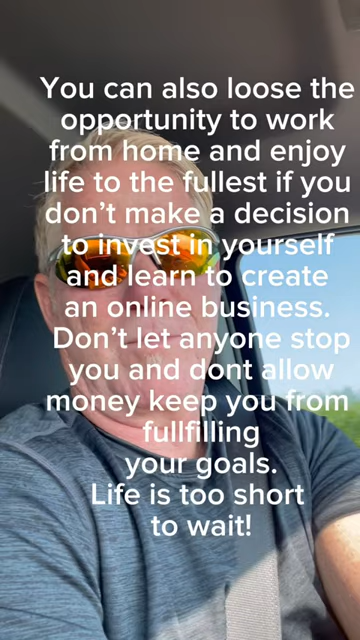 You can also loose the
opportunity to work
from home and enjoy
life to the fullest if you
don’t make a decision
to invest in yourself
and learn to create
an online business.
Don’t let anyone stop
you and dont allow
money keep you from
fullfilling
your goals.
Life is too short
to wait!